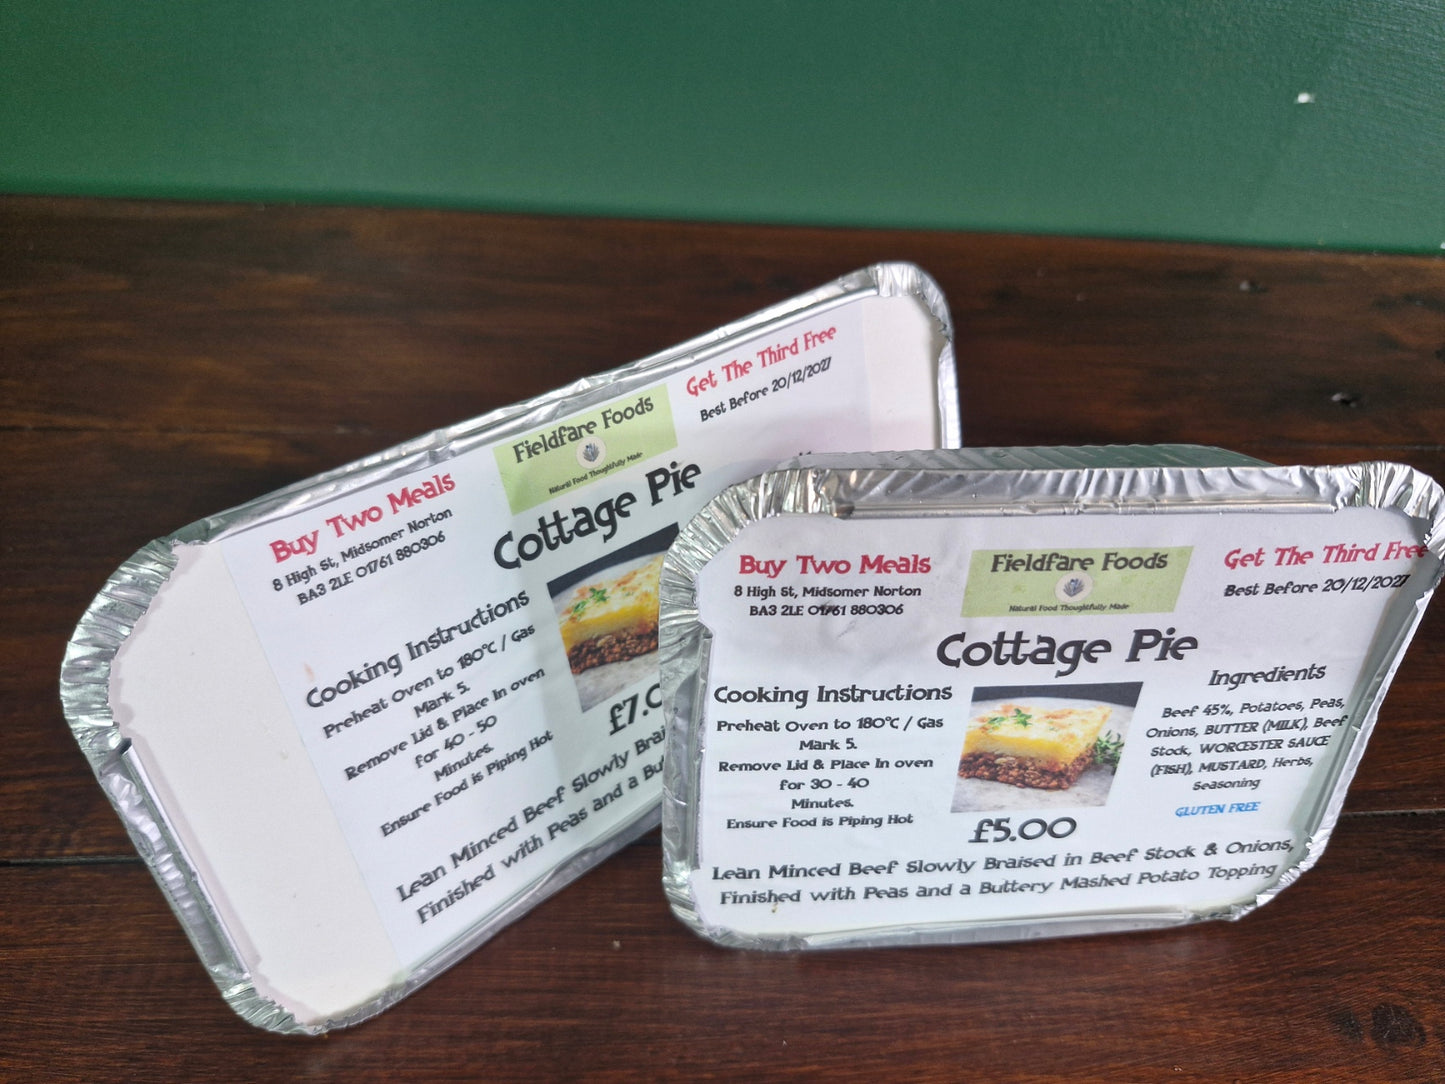 Buy Two Meals
8 High St, Midsomer Norton
BA3 2LE 01761 880306
Fieldfare Foods
Natural Food Thoughtfully Made
Get The Third Free
Best Before 20/12/2027
Cottage Pie
Cooking Instructions
Preheat Oven to 180°C / Gas
Mark 5.
Remove Lid & Place In oven
for 40 - 50
Minutes.
Ensure Food is Piping Hot
Lean Minced Beef Slowly
Finished with Peas and a
Buy Two Meals
8 High St, Midsomer Norton
BA3 2LE 01761 880306
Fieldfare Foods
Natural Food Thoughtfully Made
Get The Third Free
Best Before 20/12/2027
Cottage Pie
Cooking Instructions
Preheat Oven to 180°C / Gas
Mark 5.
Remove Lid & Place In oven
for 30 - 40
Minutes.
Ensure Food is Piping Hot
£5.00
Ingredients
Beef 45%, Potatoes, Peas,
Onions, BUTTER (MILK), Beef
Stock, WORCESTER SAUCE
(FISH), MUSTARD, Herbs,
Seasoning
GLUTEN FREE
Lean Minced Beef Slowly Braised in Beef Stock & Onions,
Finished with Peas and a Buttery Mashed Potato Topping